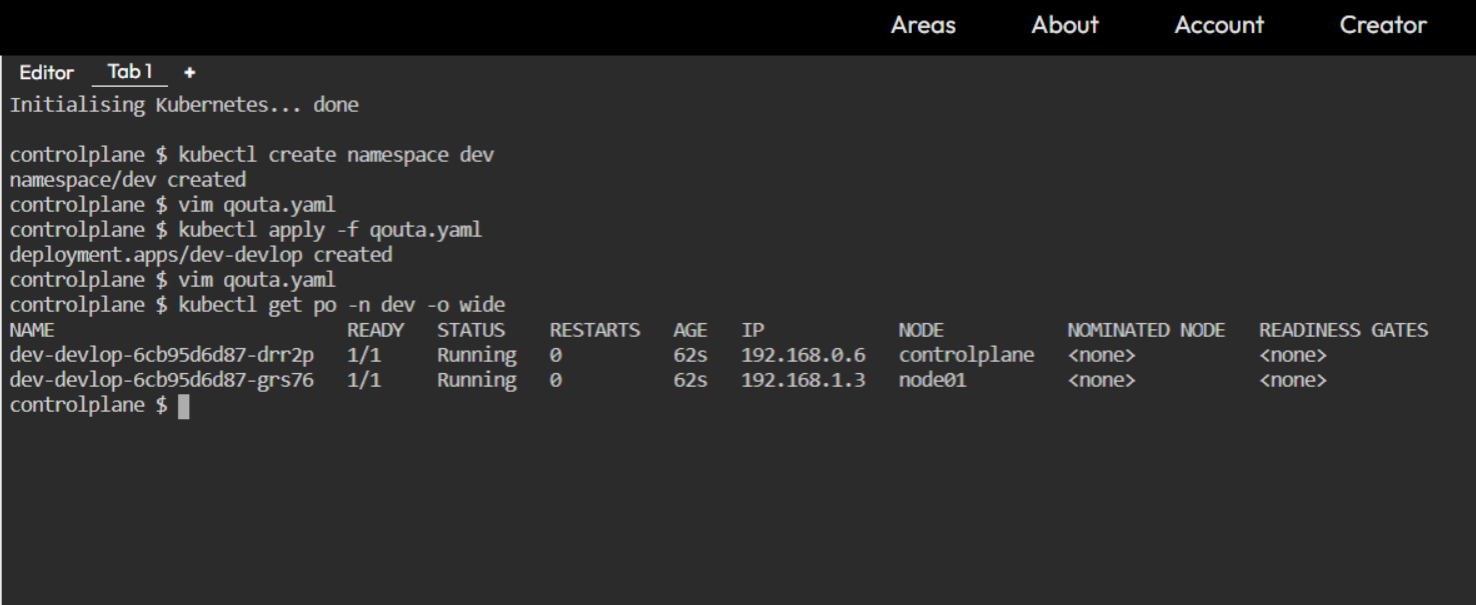 Areas About Account Creator
Editor Tab 1 +
Initialising Kubernetes... done
controlplane $ kubectl create namespace dev
namespace/dev created
controlplane $ vim qouta.yaml
controlplane $ kubectl apply -f qouta.yaml
deployment.apps/dev-devlop created
controlplane $ vim qouta.yaml
controlplane $ kubectl get po -n dev -o wide
NAME READY STATUS RESTARTS AGE IP NODE NOMINATED NODE READINESS GATES
dev-devlop-6cb95d6d87-drr2p 1/1 Running 0 62s 192.168.0.6 controlplane <none> <none>
dev-devlop-6cb95d6d87-grs76 1/1 Running 0 62s 192.168.1.3 node01 <none> <none>
controlplane $